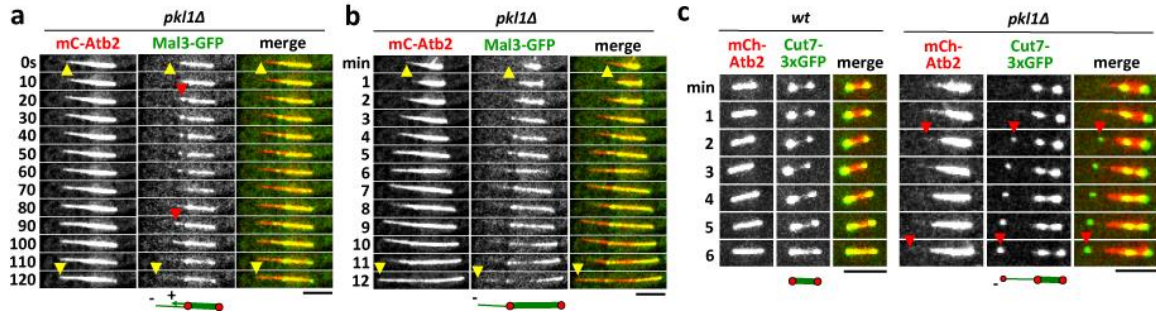 a
pkl1Δ
mC-Atb2 Mal3-GFP merge
0s
10
20
30
40
50
60
70
80
90
100
110
120
- +
b
pkl1Δ
mC-Atb2 Mal3-GFP merge
min
1
2
3
4
5
6
7
8
9
10
11
12
-
c
wt
mCh-
Atb2
Cut7-
3xGFP
merge
min
1
2
3
4
5
6
pkl1Δ
mCh-
Atb2
Cut7-
3xGFP
merge
-